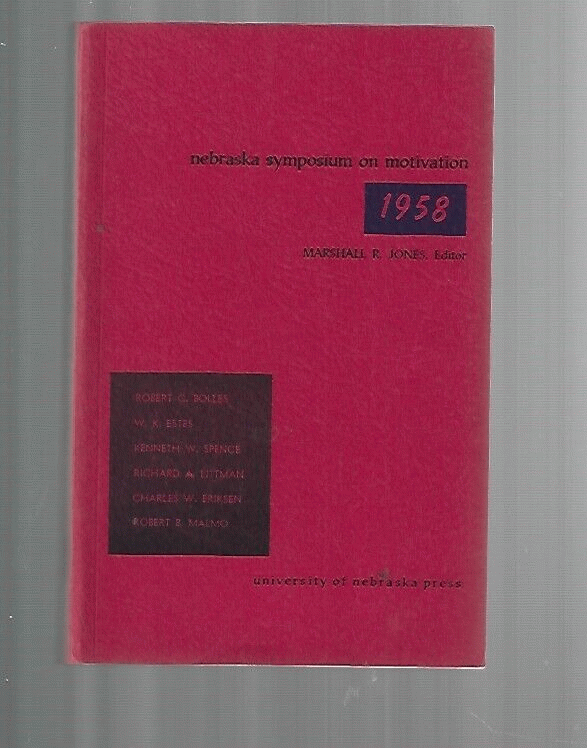 nebraska symposium on motivation
1958
MARSHALL R. JONES, Editor
ROBERT C. BOLLES
W. K. ESTES
KENNETH W. SPENCE
RICHARD A. LITTMAN
CHARLES W. ERIKSEN
ROBERT B. MALMO
university of nebraska press